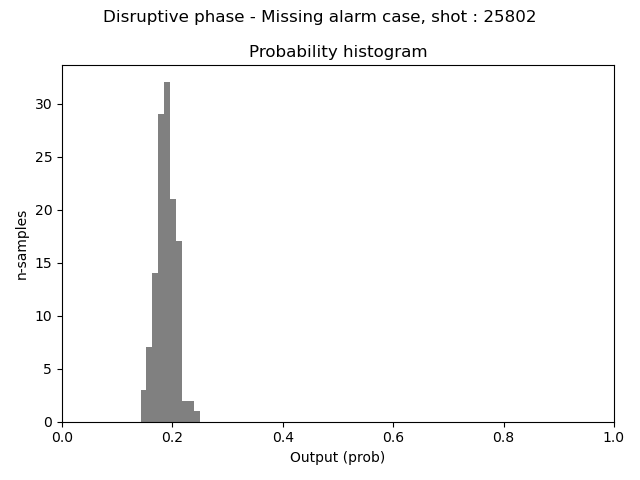 Disruptive phase - Missing alarm case, shot : 25802
Probability histogram
30
25
20
15
10
5
0
n-samples
0.0 0.2 0.4 0.6 0.8 1.0
Output (prob)